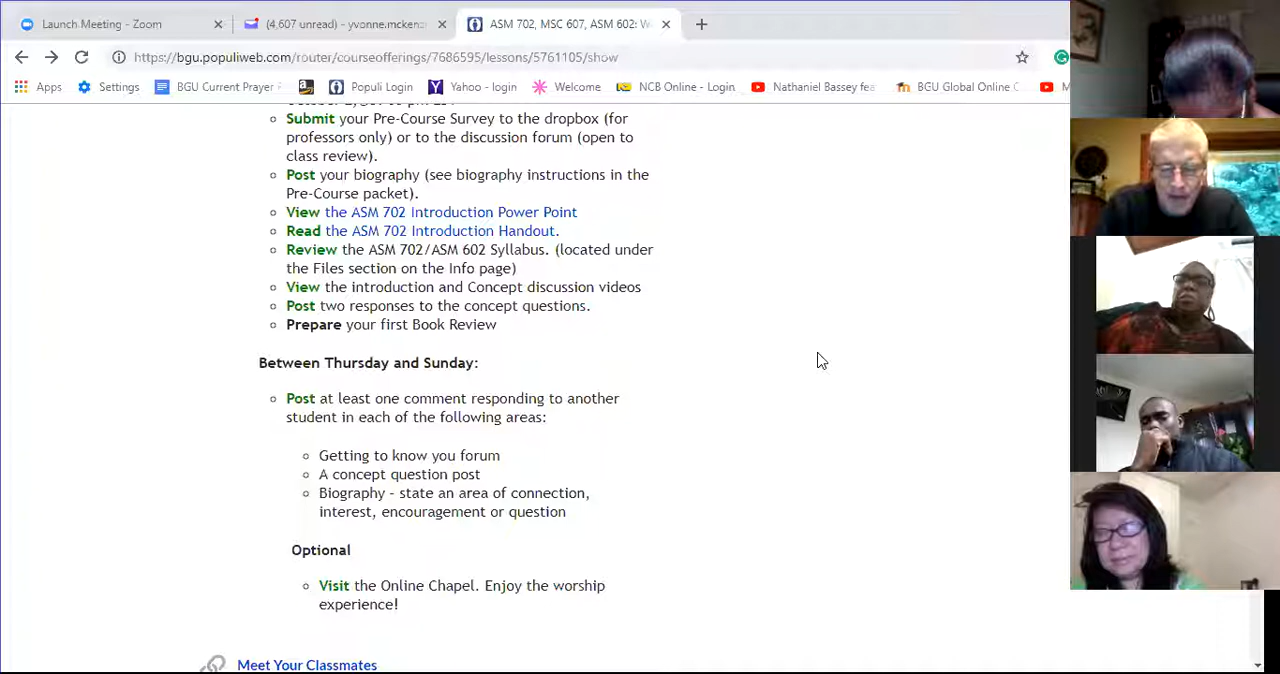 Launch Meeting - Zoom
(4,607 unread) - yvonne.mcken
ASM 702, MSC 607, ASM 602: W
https://bgu.populiweb.com/router/courseofferings/7686595/lessons/5761105/show
Apps
Settings
BGU Current Prayer
Populi Login
Yahoo - login
Welcome
NCB Online - Login
Nathaniel Bassey fea
BGU Global Online C
M
Submit your Pre-Course Survey to the dropbox (for
professors only) or to the discussion forum (open to
class review).
Post your biography (see biography instructions in the
Pre-Course packet).
View the ASM 702 Introduction Power Point
Read the ASM 702 Introduction Handout.
Review the ASM 702/ASM 602 Syllabus. (located under
the Files section on the Info page)
View the introduction and Concept discussion videos
Post two responses to the concept questions.
Prepare your first Book Review
Between Thursday and Sunday:
Post at least one comment responding to another
student in each of the following areas:
Getting to know you forum
A concept question post
Biography - state an area of connection,
interest, encouragement or question
Optional
Visit the Online Chapel. Enjoy the worship
experience!
Meet Your Classmates